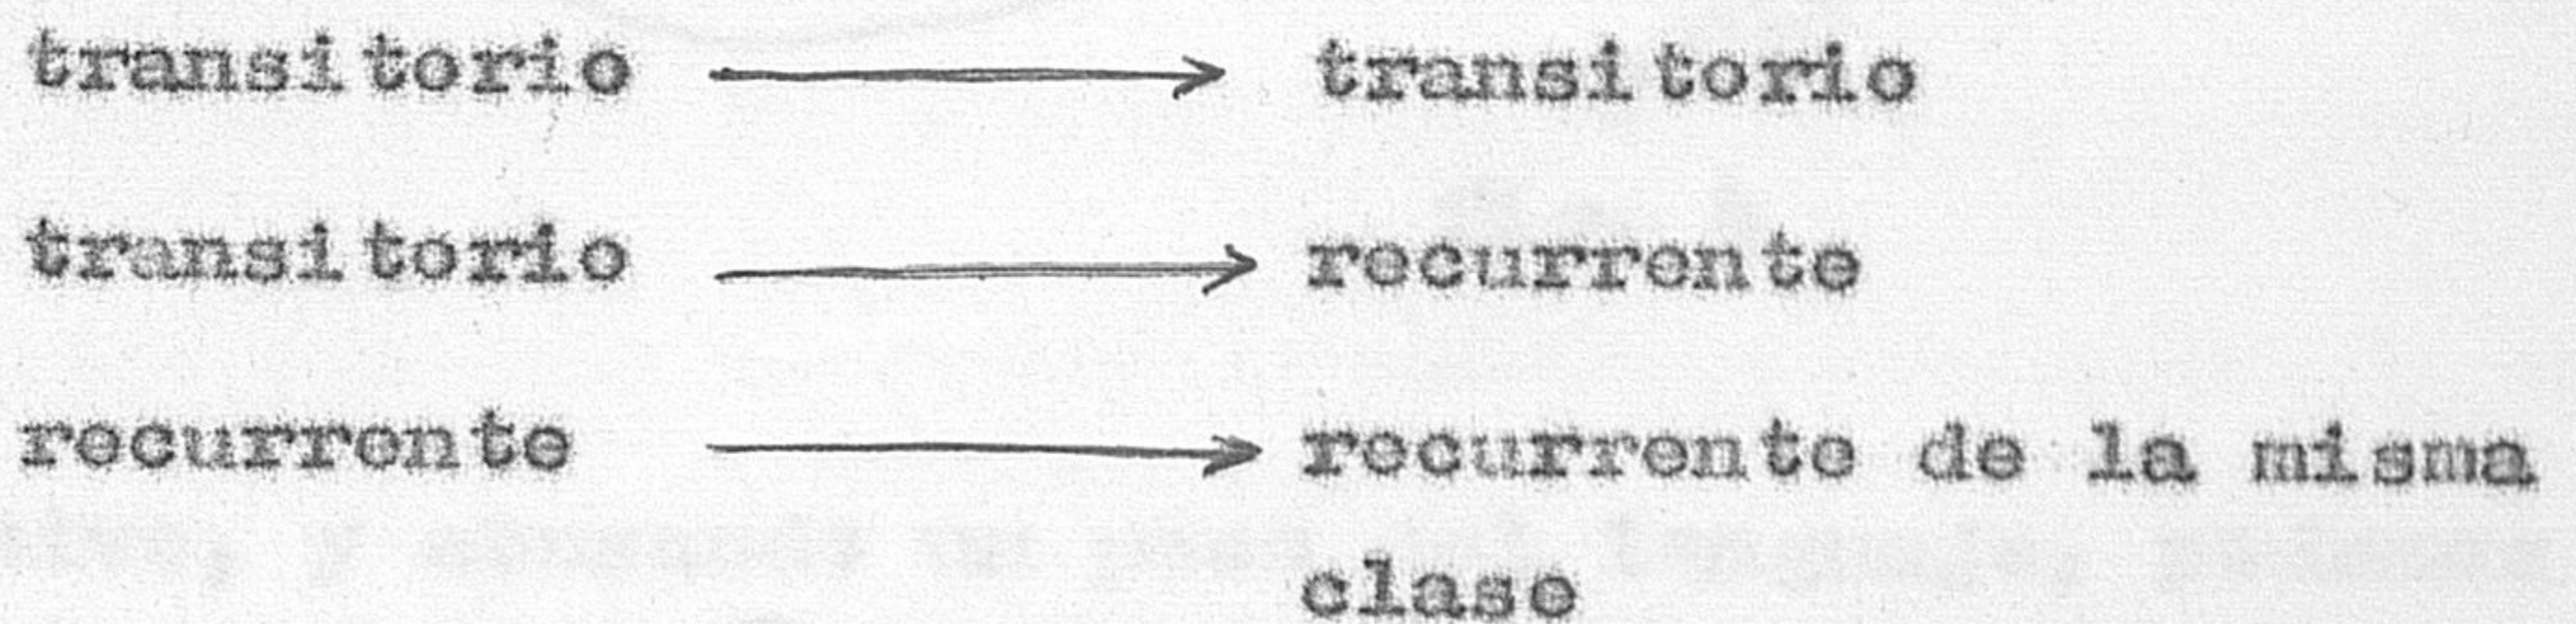 transitorio → transitorio
transitorio → recurrente
recurrente → recurrente de la misma
clase